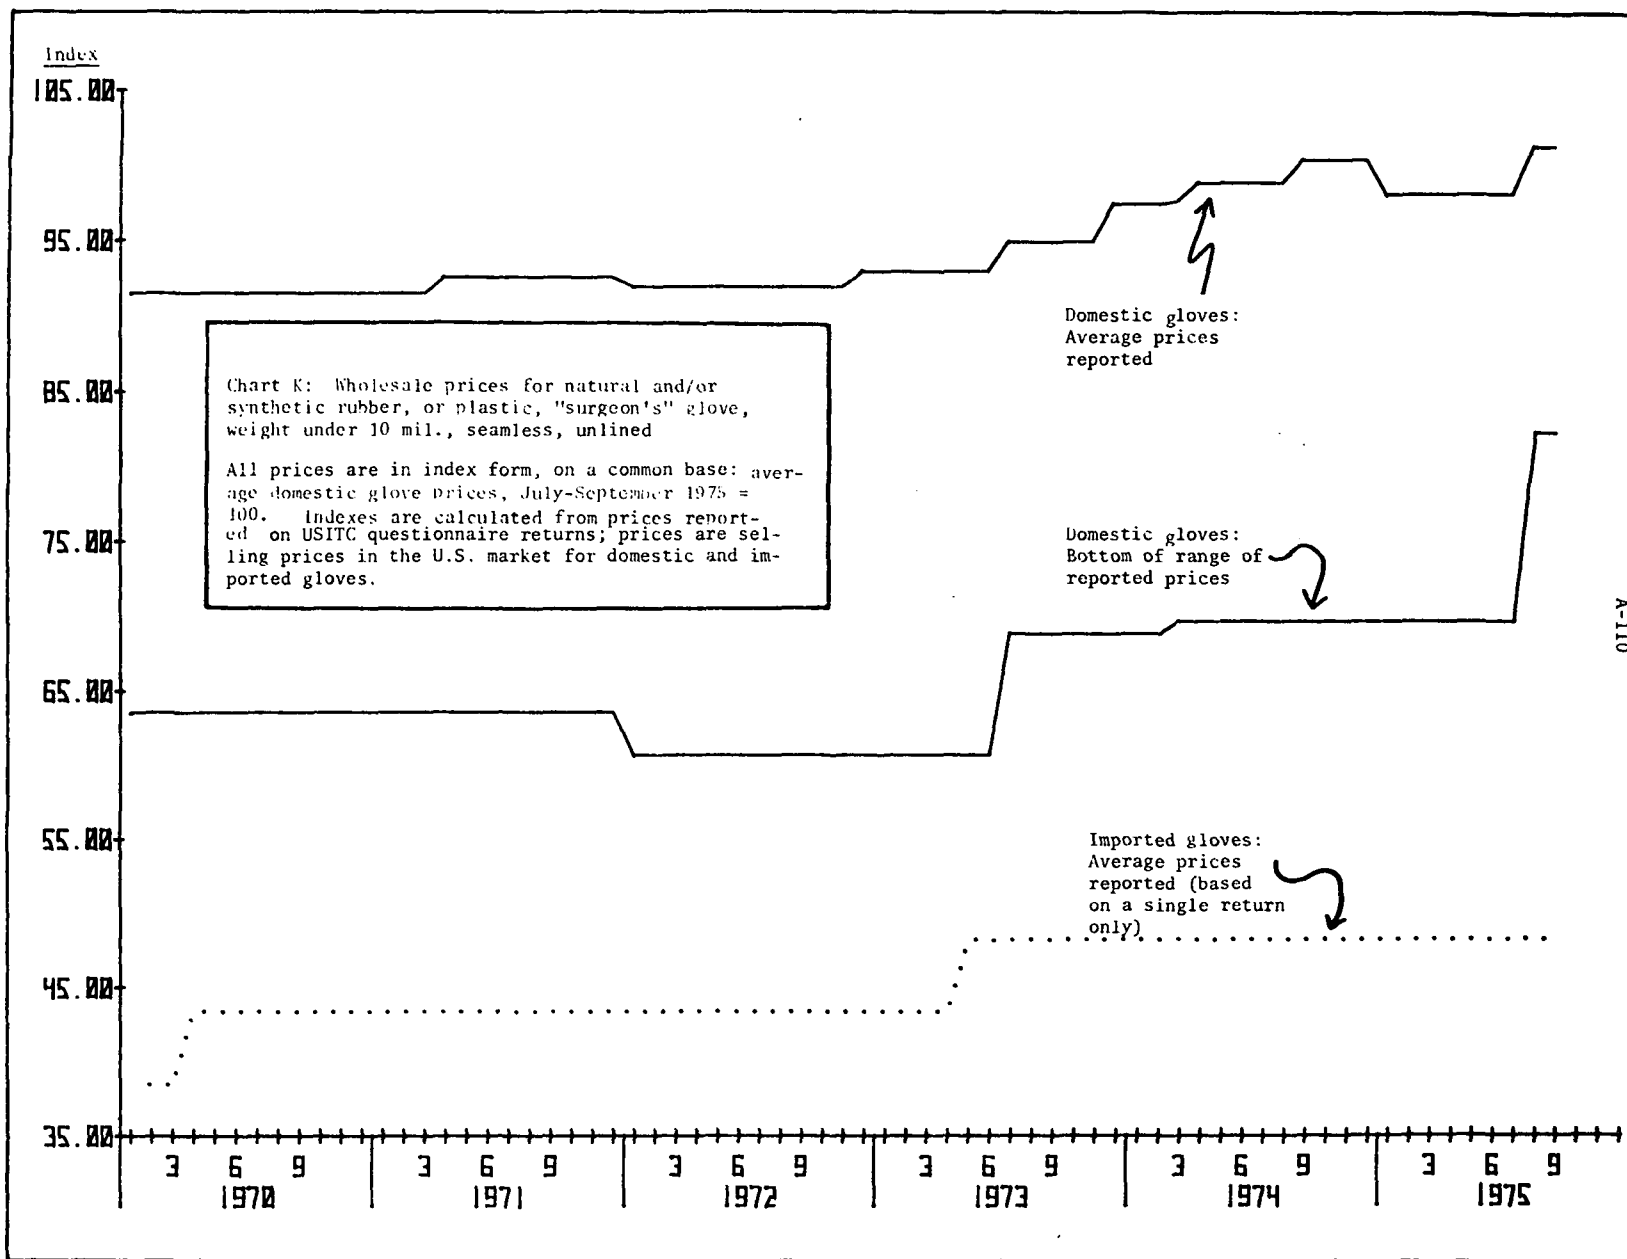 Index
105.00
95.00
85.00
75.00
65.00
55.00
45.00
35.00
Domestic gloves:
Average prices
reported
Chart K: Wholesale prices for natural and/or
synthetic rubber, or plastic, "surgeon's" glove,
weight under 10 mil., seamless, unlined
All prices are in index form, on a common base: aver-
age domestic glove prices, July-September 1975 =
100. Indexes are calculated from prices report-
ed on USITC questionnaire returns; prices are sel-
ling prices in the U.S. market for domestic and im-
ported gloves.
Domestic gloves:
Bottom of range of
reported prices
A-110
Imported gloves:
Average prices
reported (based
on a single return
only)
3 6 9 3 6 9 3 6 9 3 6 9 3 6 9 3 6 9
1970 1971 1972 1973 1974 1975